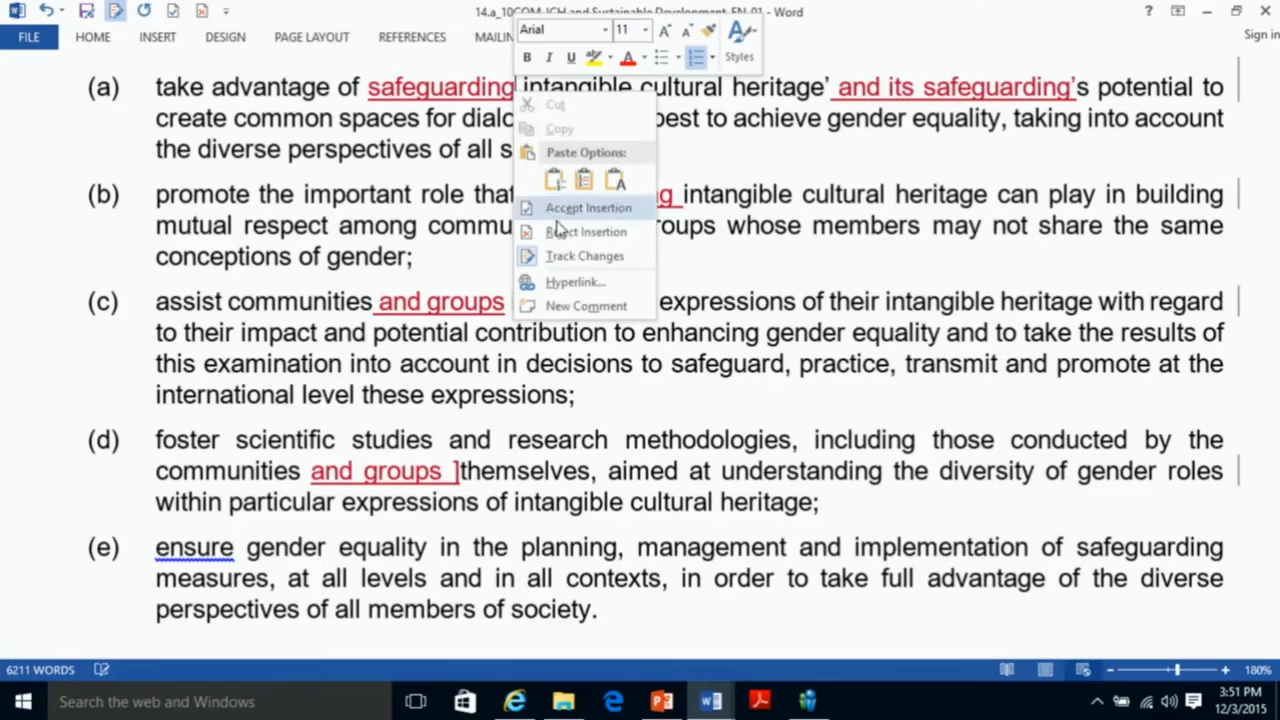 14.a_10COM_ICH and Sustainable Development_EN_01 - Word
FILE HOME INSERT DESIGN PAGE LAYOUT REFERENCES MAILIN Sign in
Arial 11
Styles
(a) take advantage of safeguarding intangible cultural heritage' and its safeguarding's potential to
create common spaces for dialo best to achieve gender equality, taking into account
the diverse perspectives of all s
(b) promote the important role that g intangible cultural heritage can play in building
mutual respect among commu roups whose members may not share the same
conceptions of gender;
(c) assist communities and groups expressions of their intangible heritage with regard
to their impact and potential contribution to enhancing gender equality and to take the results of
this examination into account in decisions to safeguard, practice, transmit and promote at the
international level these expressions;
(d) foster scientific studies and research methodologies, including those conducted by the
communities and groups ]themselves, aimed at understanding the diversity of gender roles
within particular expressions of intangible cultural heritage;
(e) ensure gender equality in the planning, management and implementation of safeguarding
measures, at all levels and in all contexts, in order to take full advantage of the diverse
perspectives of all members of society.
Cut
Copy
Paste Options:
Accept Insertion
Reject Insertion
Track Changes
Hyperlink...
New Comment
6211 WORDS 180%
Search the web and Windows
3:51 PM
12/3/2015